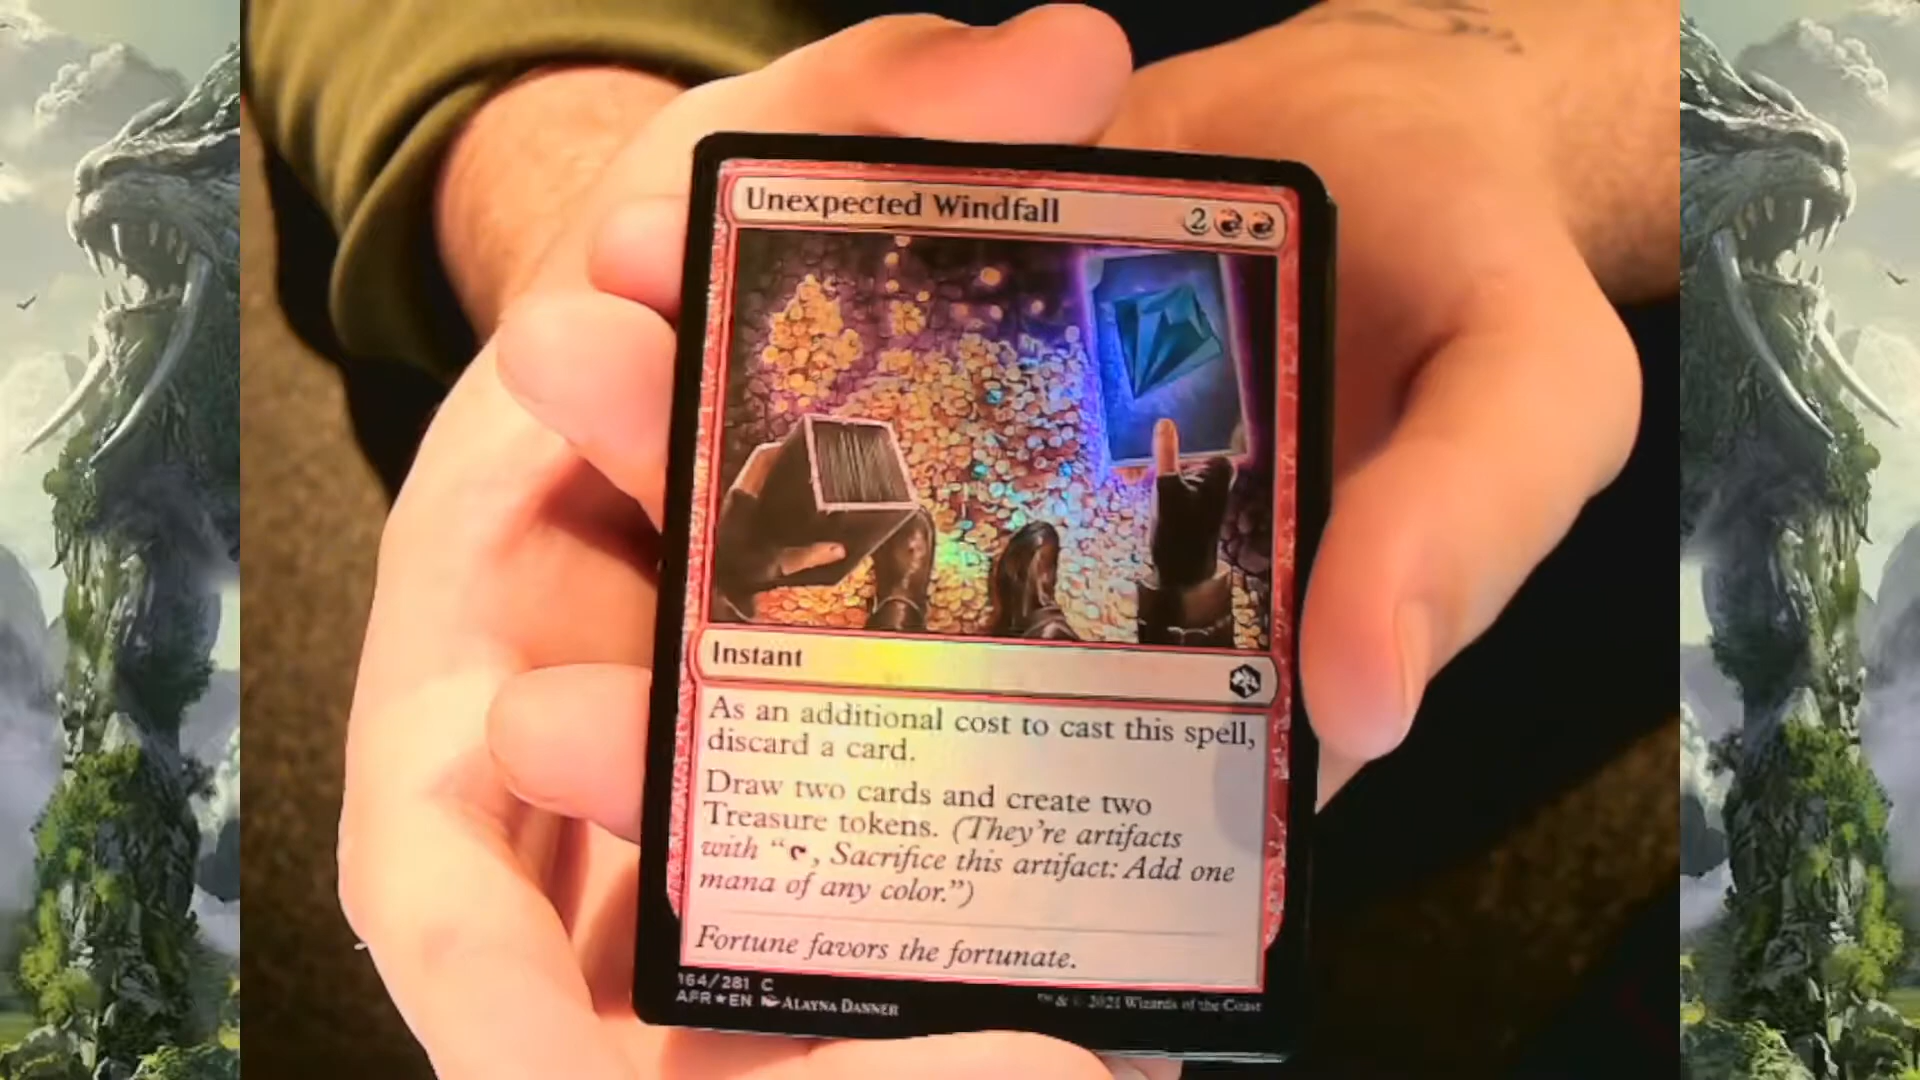 Unexpected Windfall 2
Instant
As an additional cost to cast this spell,
discard a card.
Draw two cards and create two
Treasure tokens. (They're artifacts
with “, Sacrifice this artifact: Add one
mana of any color.”)
Fortune favors the fortunate.
164/281 C
AFR★EN ALAYNA DANNER
™ & © 2021 Wizards of the Coast